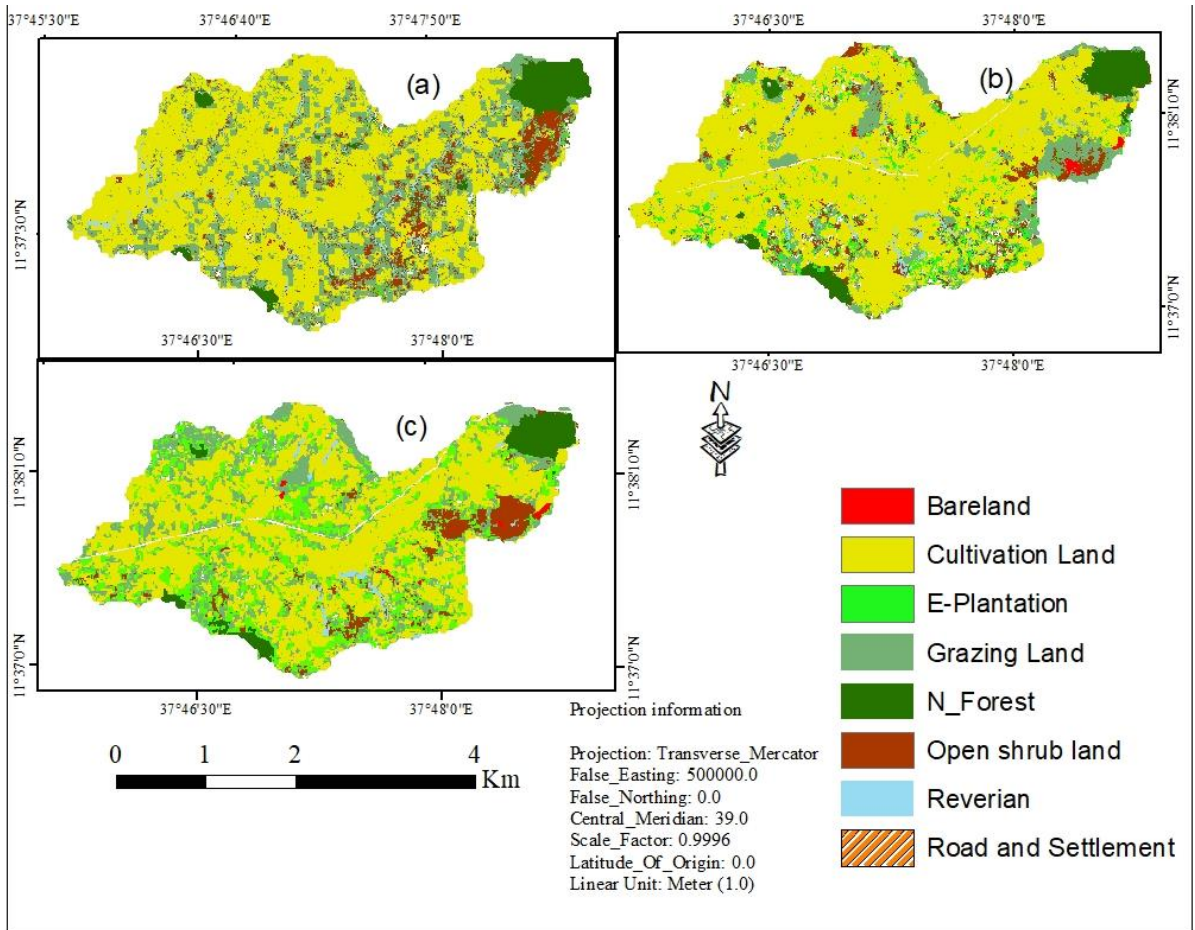 37°45'30"E 37°46'40"E 37°47'50"E
37°46'30"E 37°48'0"E
(a)
(b)
11°37'30"N
11°38'10"N
11°37'0"N
37°46'30"E 37°48'0"E
37°46'30"E 37°48'0"E
(c)
N
11°38'10"N
11°38'10"N
11°37'0"N
11°37'0"N
37°46'30"E 37°48'0"E
Bareland
Cultivation Land
E-Plantation
Grazing Land
N_Forest
Open shrub land
Reverian
Road and Settlement
0 1 2 4
Km
Projection information
Projection: Transverse_Mercator
False_Easting: 500000.0
False_Northing: 0.0
Central_Meridian: 39.0
Scale_Factor: 0.9996
Latitude_Of_Origin: 0.0
Linear Unit: Meter (1.0)